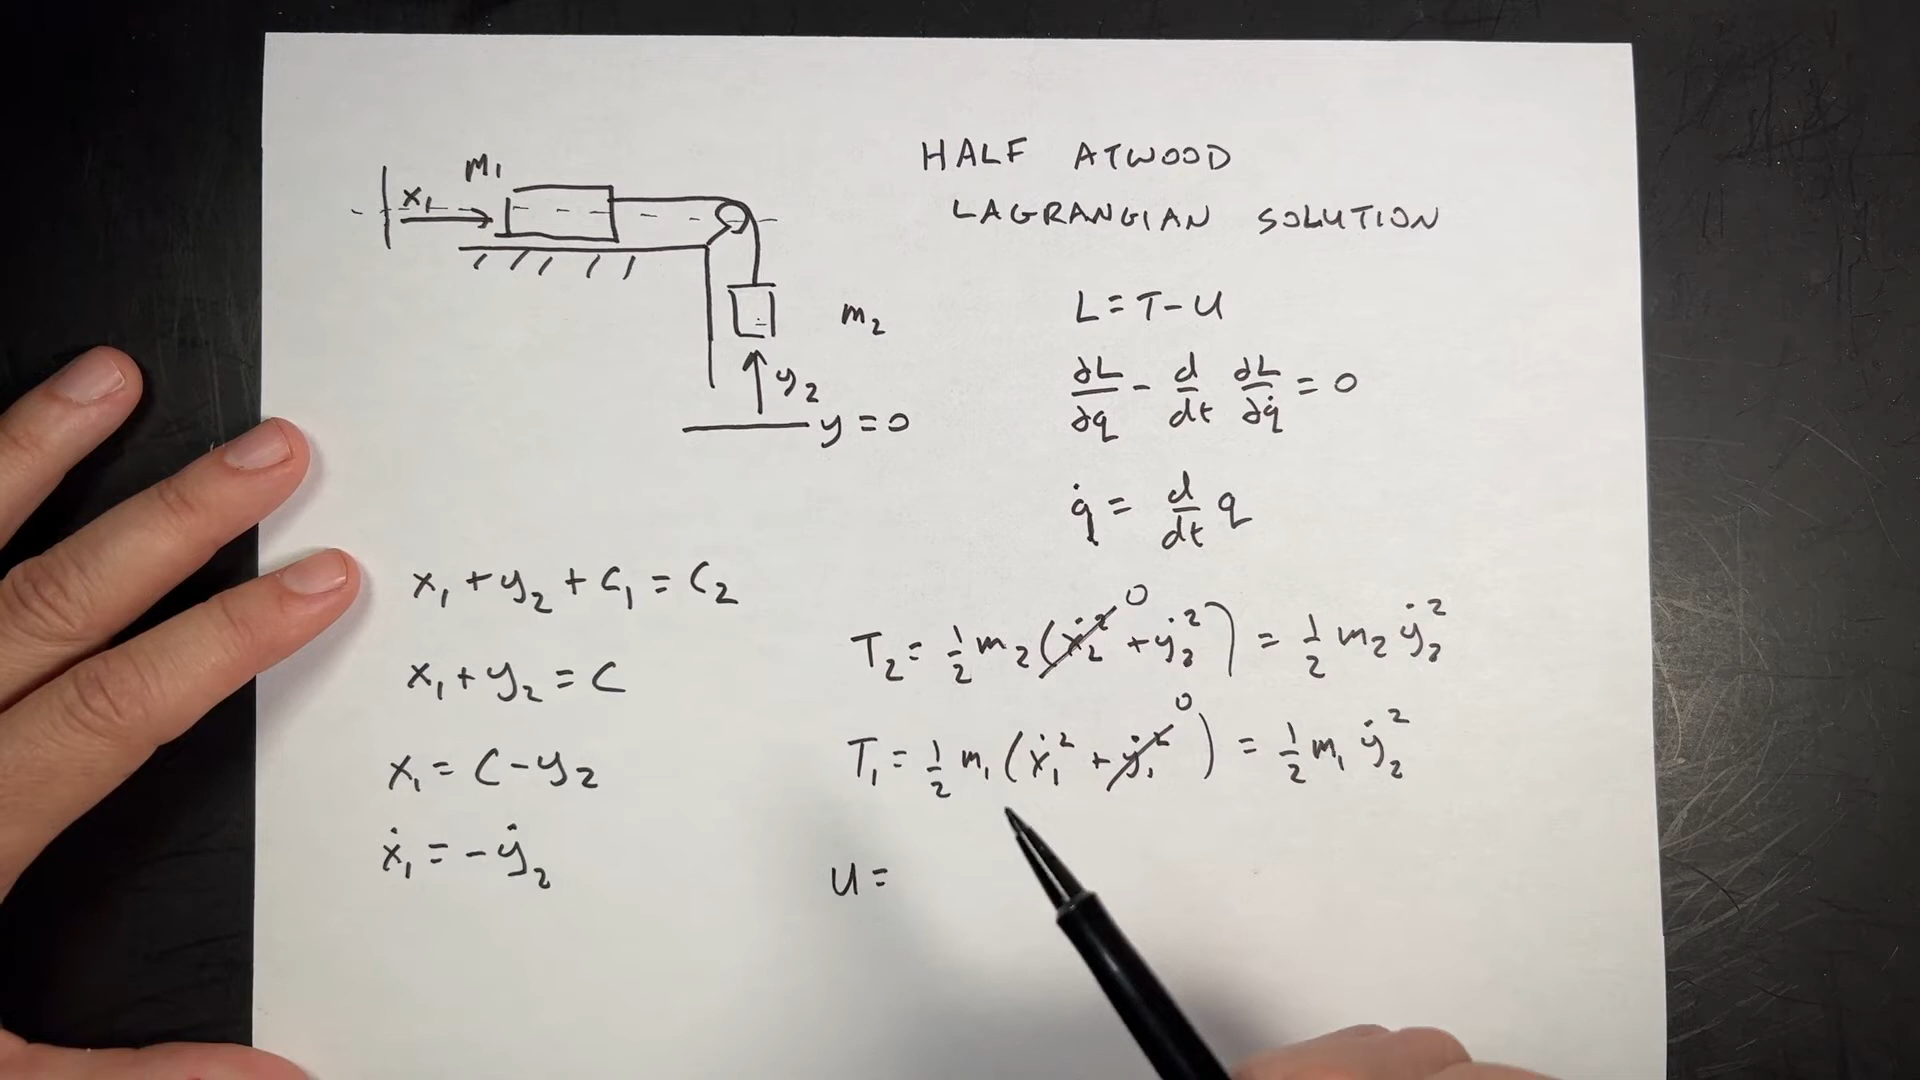 HALF ATWOOD
LAGRANGIAN SOLUTION
m₁
x₁
m₂
y₂
y = 0
L = T - U
∂L/∂q - d/dt ∂L/∂q̇ = 0
q̇ = d/dt q
x₁ + y₂ + C₁ = C₂
x₁ + y₂ = C
x₁ = C - y₂
ẋ₁ = -ẏ₂
T₂ = ½ m₂ (ẋ₂² 0 + ẏ₂²) = ½ m₂ ẏ₂²
T₁ = ½ m₁ (ẋ₁² + ẏ₁² 0) = ½ m₁ ẏ₂²
U =